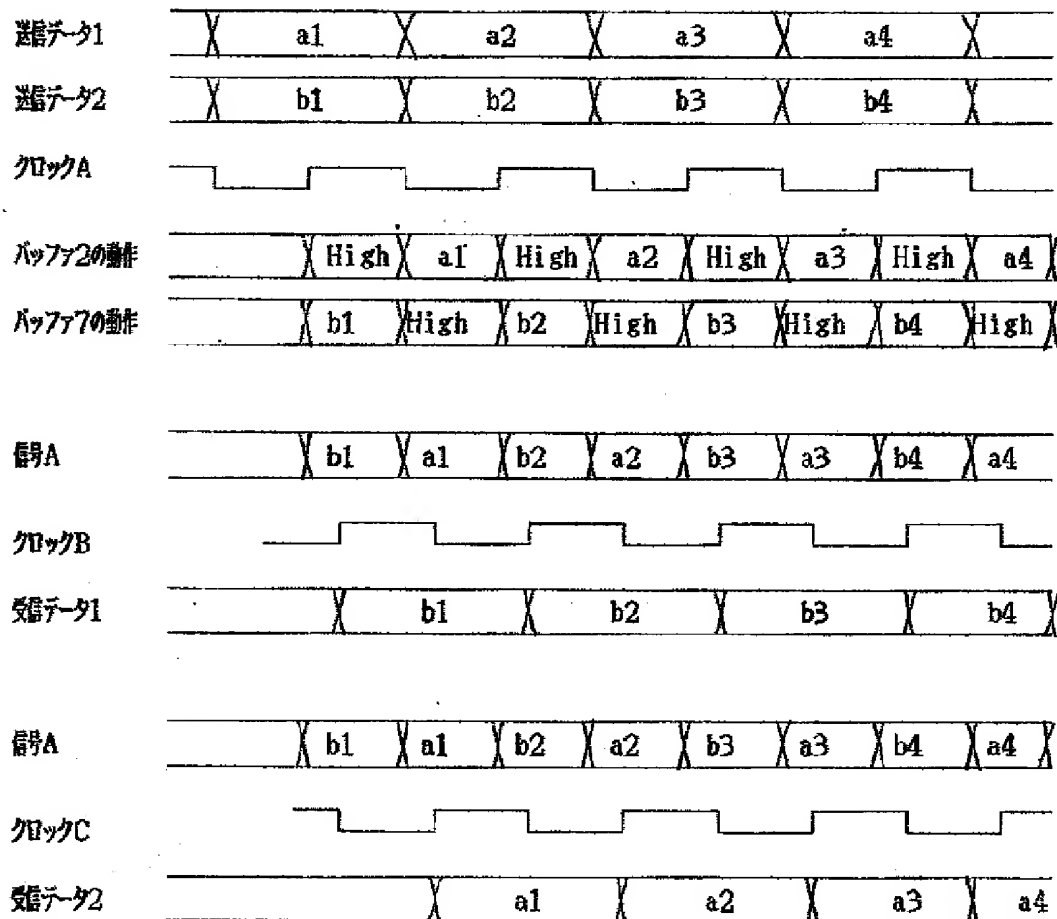 送信データ1 a1 a2 a3 a4
送信データ2 b1 b2 b3 b4
クロックA
バッファ2の動作 High a1 High a2 High a3 High a4
バッファ7の動作 b1 High b2 High b3 High b4 High
信号A b1 a1 b2 a2 b3 a3 b4 a4
クロックB
受信データ1 b1 b2 b3 b4
信号A b1 a1 b2 a2 b3 a3 b4 a4
クロックC
受信データ2 a1 a2 a3 a4